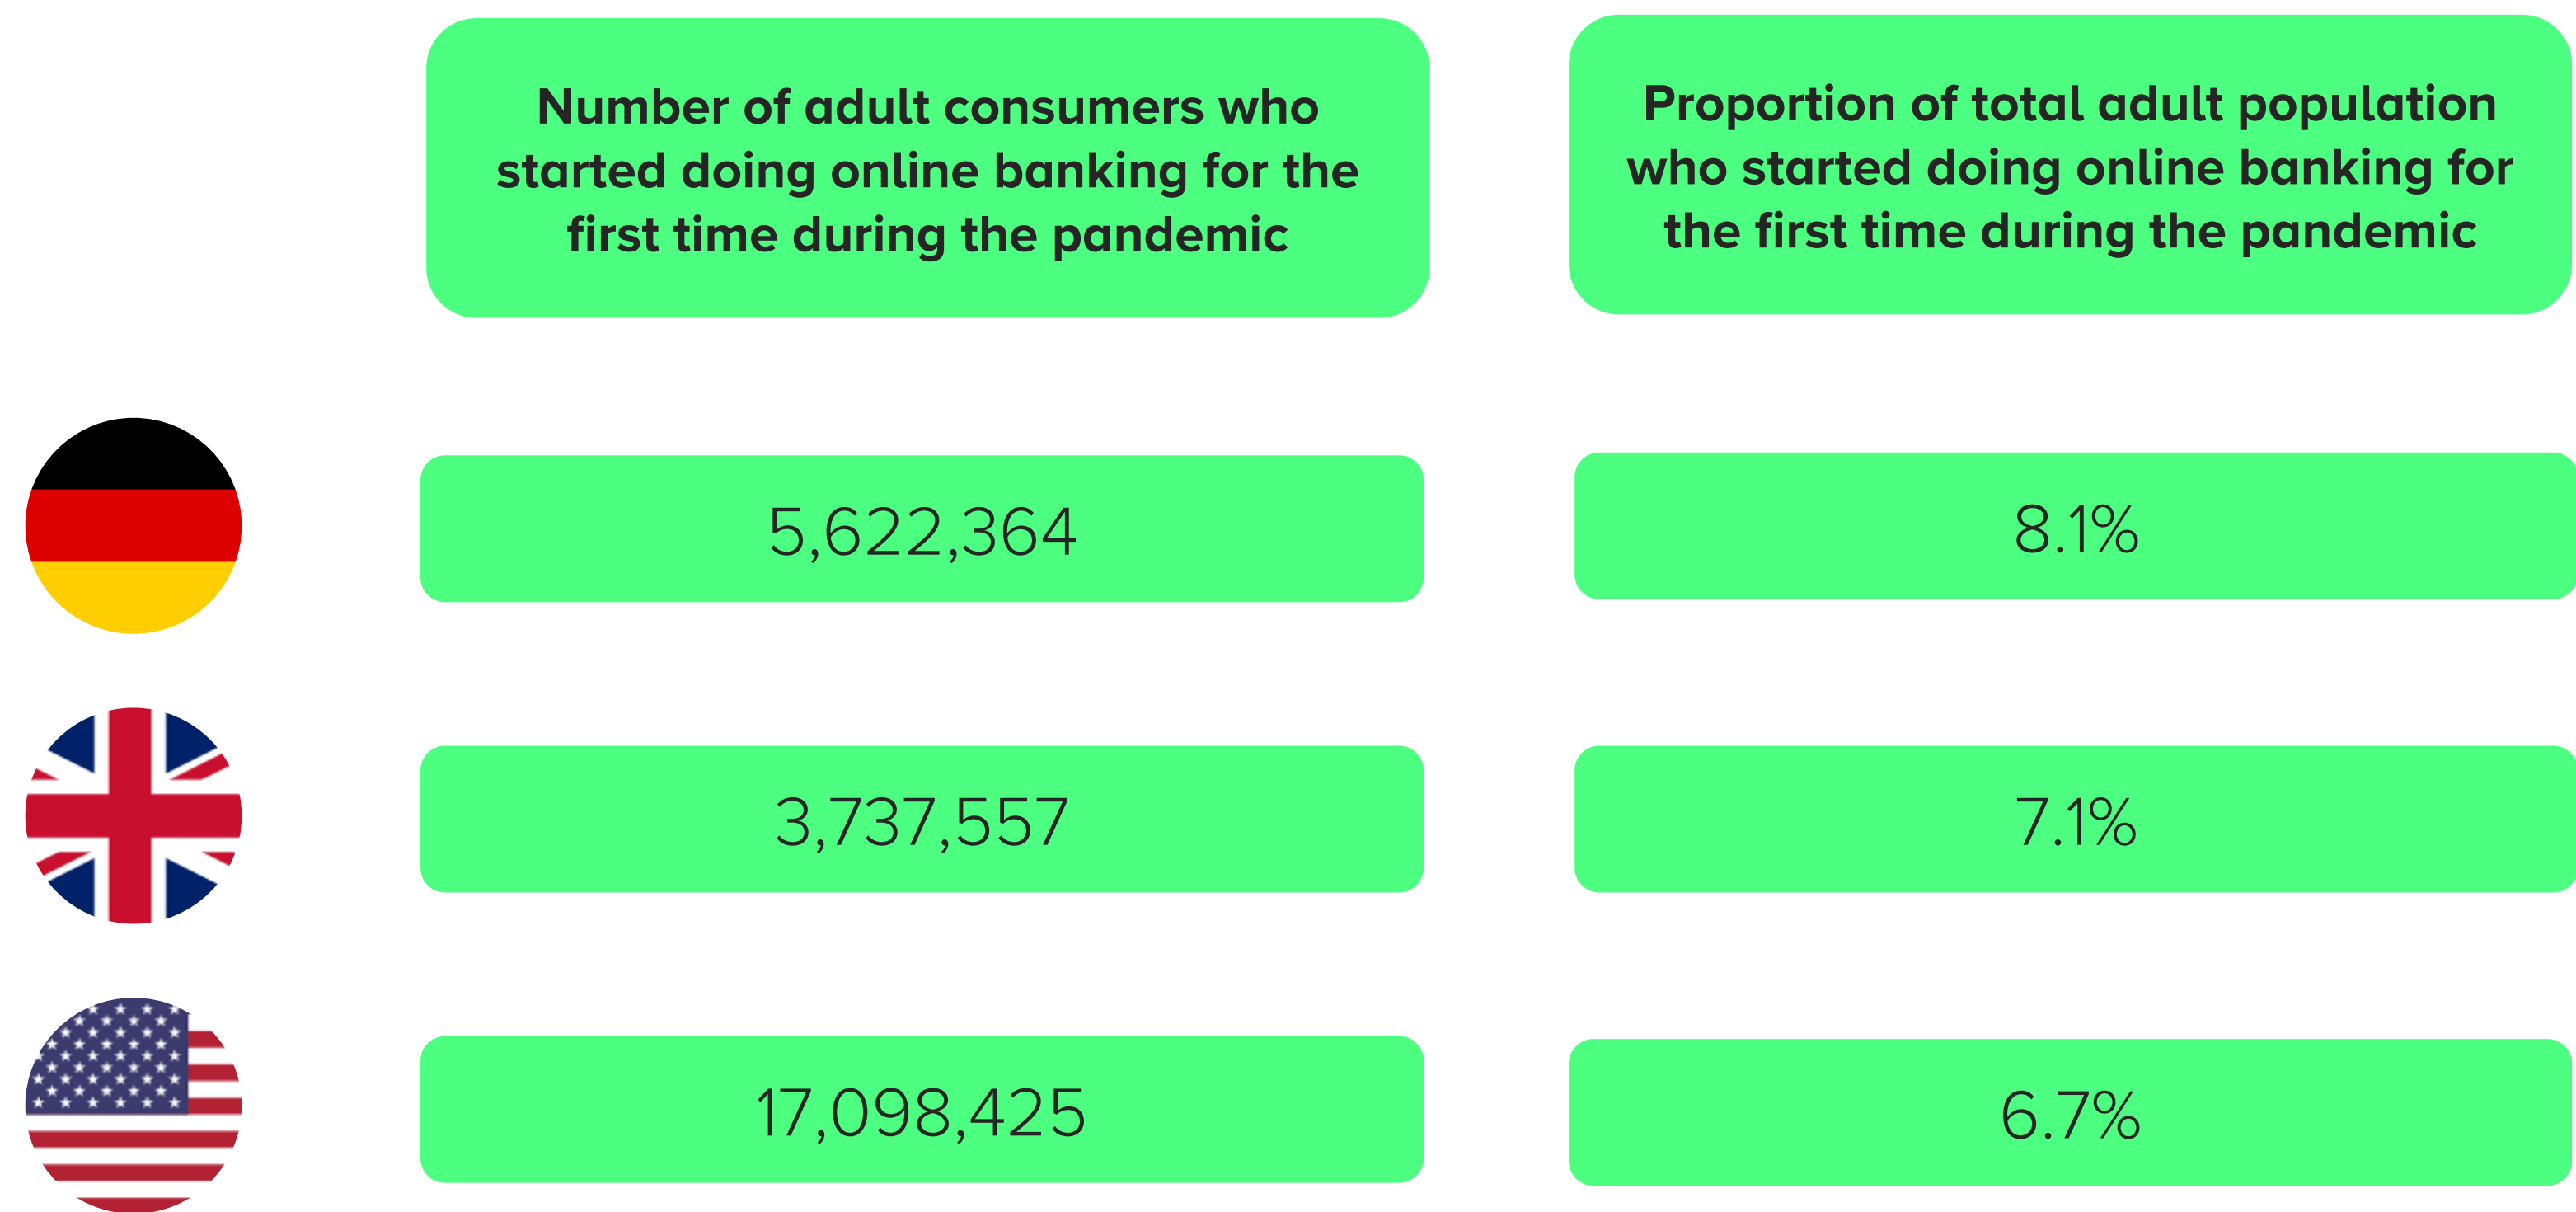 Number of adult consumers who
started doing online banking for the
first time during the pandemic
Proportion of total adult population
who started doing online banking for
the first time during the pandemic
5,622,364
8.1%
3,737,557
7.1%
17,098,425
6.7%